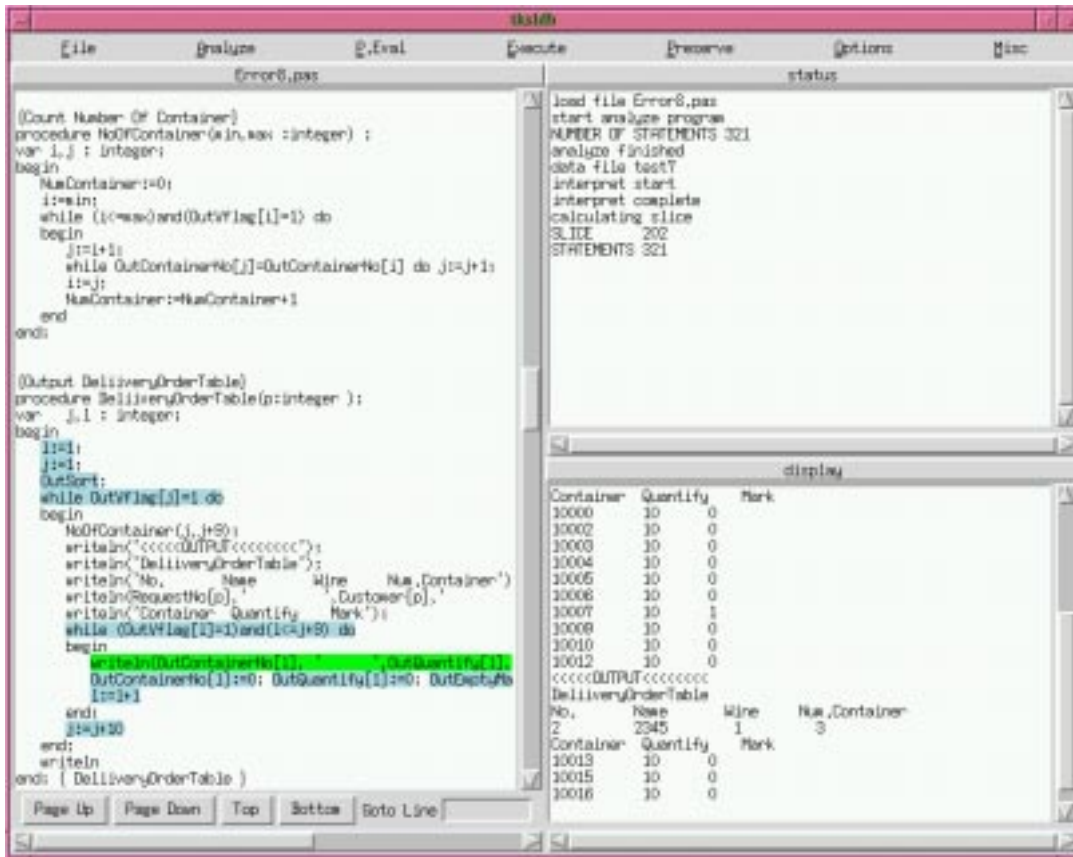 File Analyze P.Eval Execute Preserve Options Misc
Error8.pas
{Count Number Of Container}
procedure NoOfContainer(min,max :integer) ;
var i,j : integer;
begin
NumContainer:=0;
i:=min;
while (i<=max)and(OutVflag[i]=1) do
begin
j:=i+1;
while OutContainerNo[j]=OutContainerNo[i] do j:=j+1;
i:=j;
NumContainer:=NumContainer+1
end
end;
{Output DeliiveryOrderTable}
procedure DeliiveryOrderTable(p:integer );
var j,l : integer;
begin
l:=1;
j:=1;
OutSort;
while OutVflag[j]=1 do
begin
NoOfContainer(j,j+9);
writeln('<<<<<OUTPUT<<<<<<<<');
writeln('DeliiveryOrderTable');
writeln('No. Name Wine Num.Container')
writeln(RequestNo[p],' ',Customer[p],'
writeln('Container Quantify Mark');
while (OutVflag[l]=1)and(l<=j+9) do
begin
writeln(OutContainerNo[l], ' ',OutQuantify[l],
OutContainerNo[l]:=0; OutQuantify[l]:=0; OutEmptyMa
l:=l+1
end;
j:=j+10
end;
writeln
end; { DeliiveryOrderTable }
Page Up Page Down Top Bottom Goto Line
status
load file Error8.pas
start analyze program
NUMBER OF STATEMENTS 321
analyze finished
data file test7
interpret start
interpret complete
calculating slice
SLICE 202
STATEMENTS 321
display
Container Quantify Mark
10000 10 0
10002 10 0
10003 10 0
10004 10 0
10005 10 0
10006 10 0
10007 10 1
10009 10 0
10010 10 0
10012 10 0
<<<<<OUTPUT<<<<<<<<
DeliiveryOrderTable
No. Name Wine Num.Container
2 2345 1 3
Container Quantify Mark
10013 10 0
10015 10 0
10016 10 0